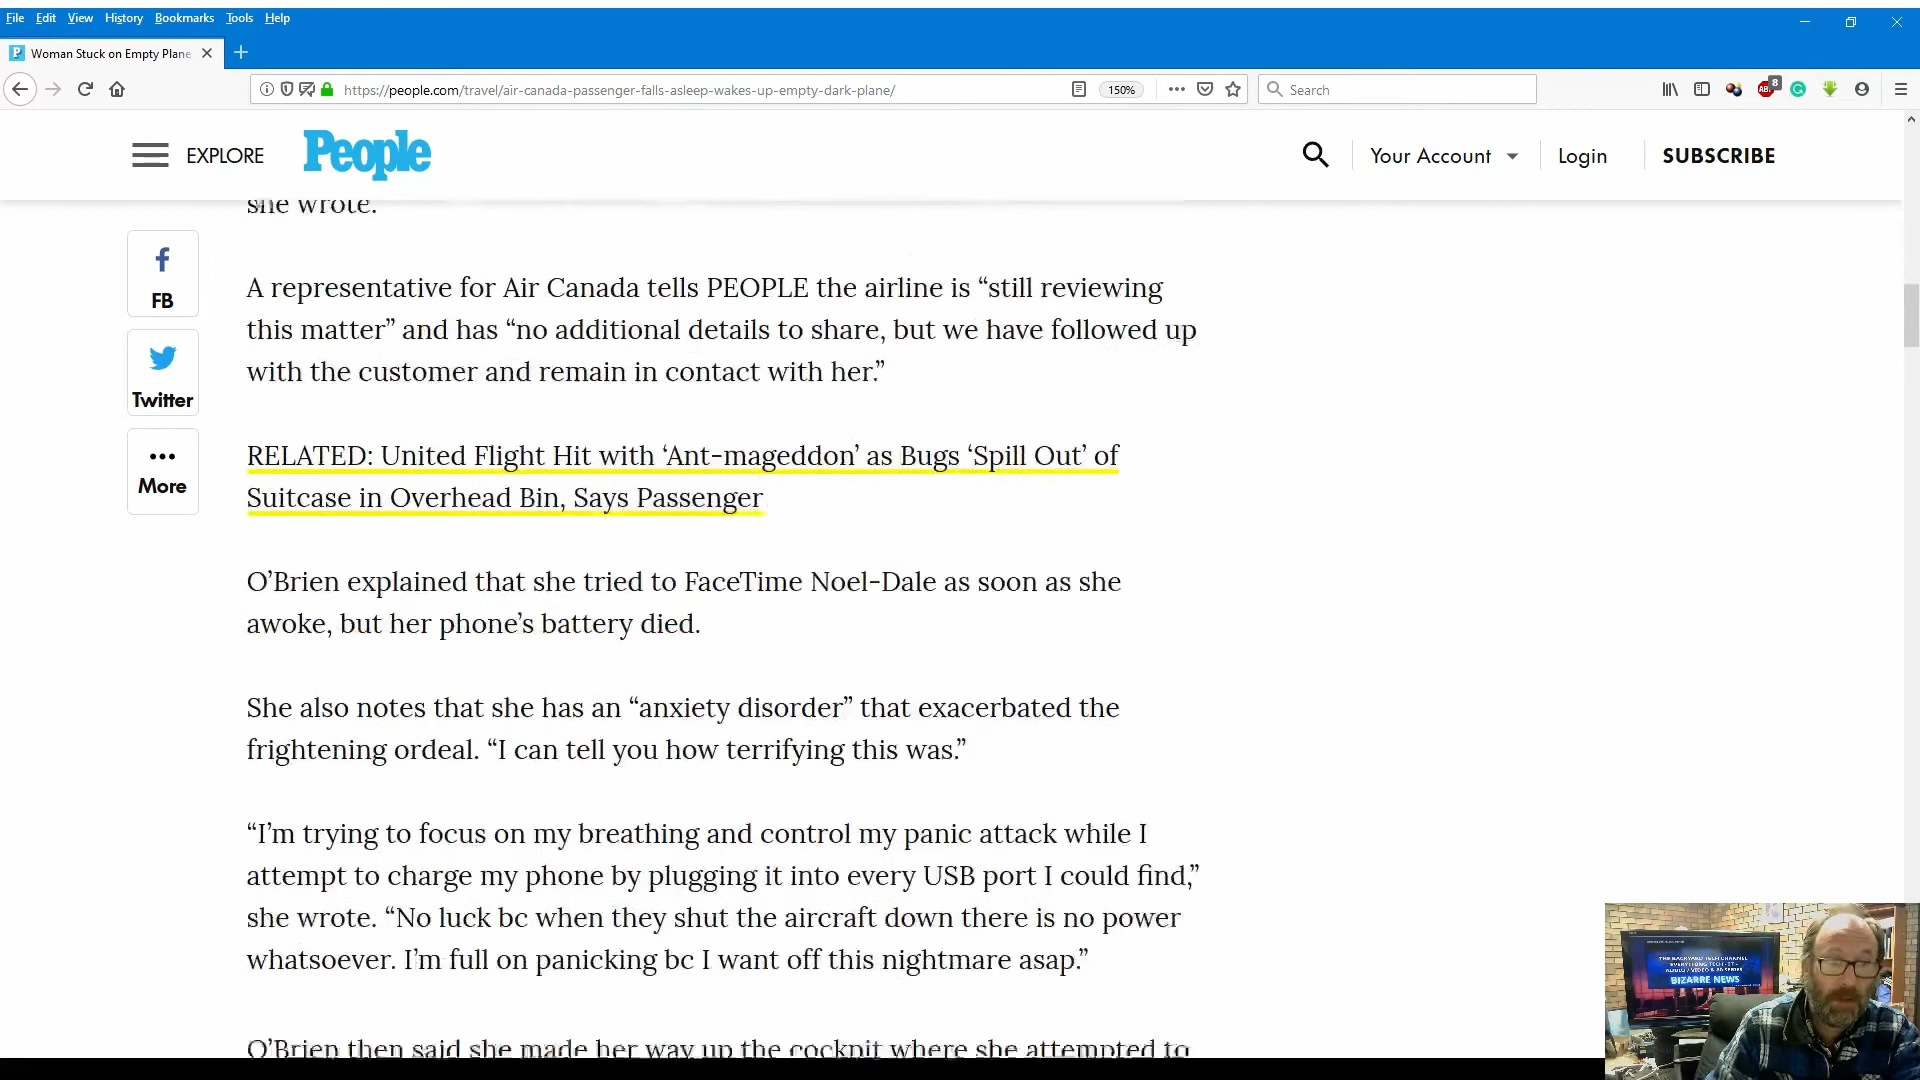 File Edit View History Bookmarks Tools Help
Woman Stuck on Empty Plane
https://people.com/travel/air-canada-passenger-falls-asleep-wakes-up-empty-dark-plane/
150%
Search
8
EXPLORE
People
Your Account
Login
SUBSCRIBE
she wrote.
FB
Twitter
More
A representative for Air Canada tells PEOPLE the airline is “still reviewing
this matter” and has “no additional details to share, but we have followed up
with the customer and remain in contact with her.”
RELATED: United Flight Hit with ‘Ant-mageddon’ as Bugs ‘Spill Out’ of
Suitcase in Overhead Bin, Says Passenger
O’Brien explained that she tried to FaceTime Noel-Dale as soon as she
awoke, but her phone’s battery died.
She also notes that she has an “anxiety disorder” that exacerbated the
frightening ordeal. “I can tell you how terrifying this was.”
“I’m trying to focus on my breathing and control my panic attack while I
attempt to charge my phone by plugging it into every USB port I could find,”
she wrote. “No luck bc when they shut the aircraft down there is no power
whatsoever. I’m full on panicking bc I want off this nightmare asap.”
O’Brien then said she made her way up the cockpit where she attempted to
THE BACKYARD TECH CHANNEL
EVERYTHING TECH - IT -
AUDIO / VIDEO &
BIZARRE NEWS